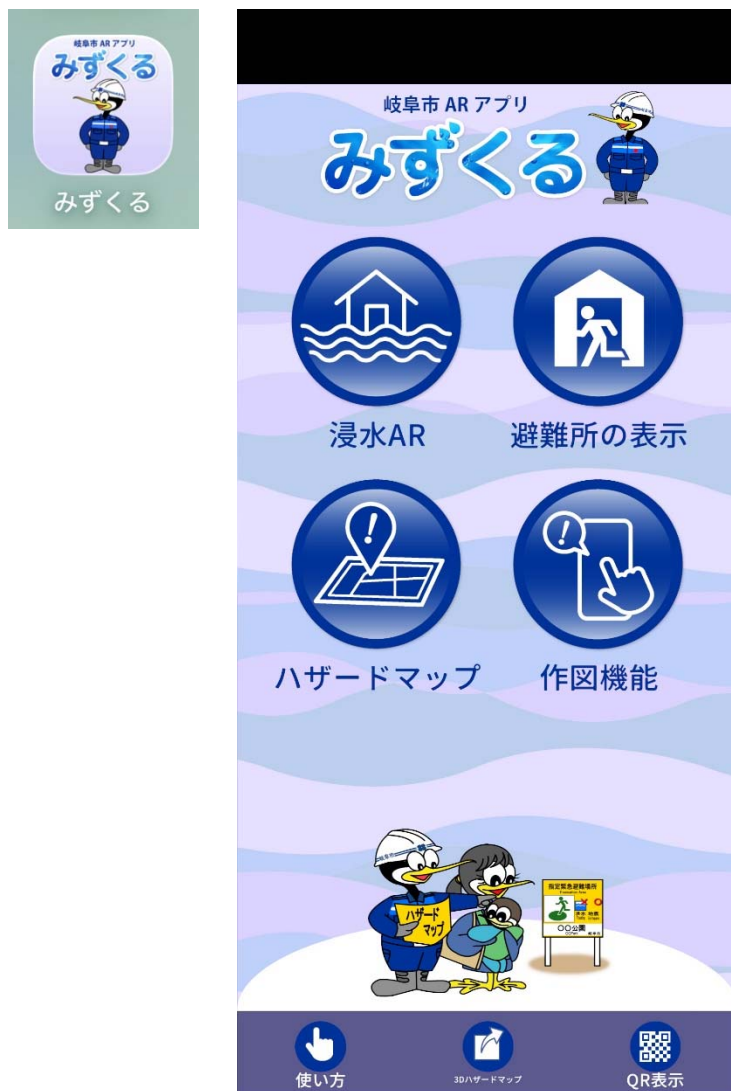 岐阜市 AR アプリ
みずくる
みずくる
岐阜市 AR アプリ
みずくる
浸水AR
避難所の表示
ハザードマップ
作図機能
ハザード
マップ
指定緊急避難場所
〇〇公園
使い方
3Dハザードマップ
QR表示